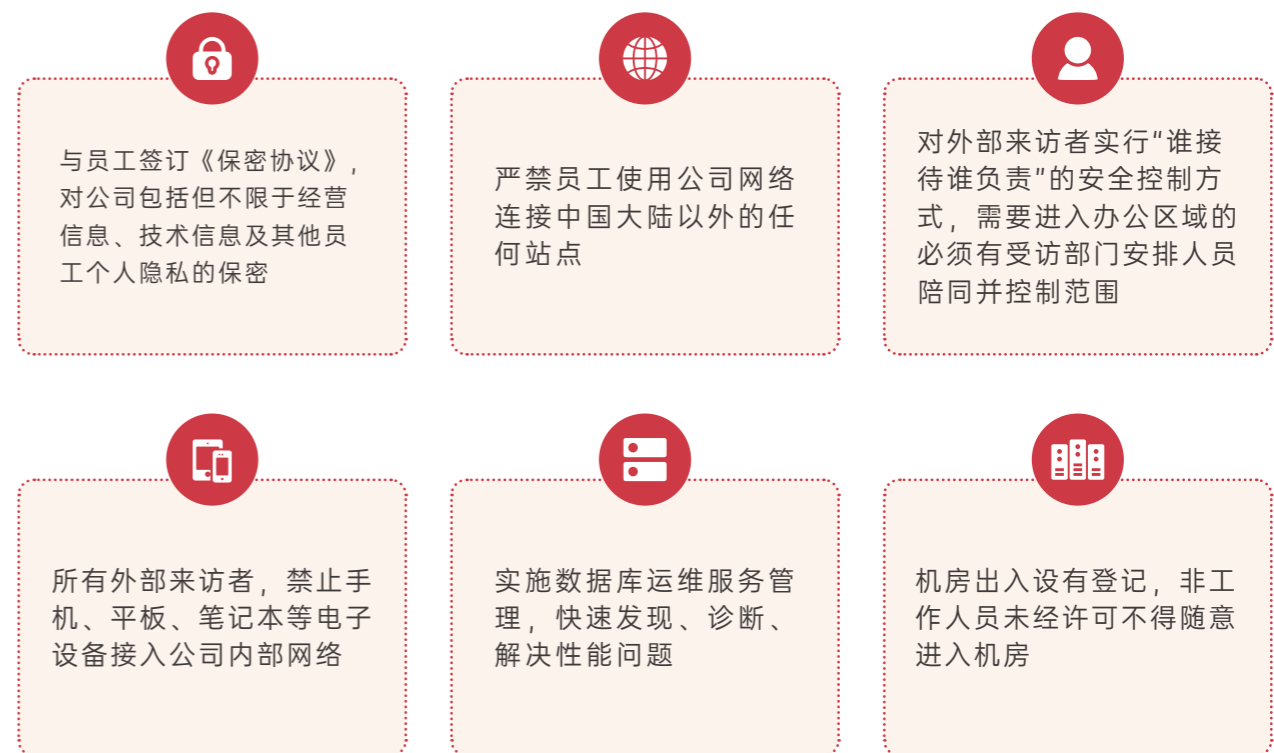 与员工签订《保密协议》，
对公司包括但不限于经营
信息、技术信息及其他员
工个人隐私的保密
严禁员工使用公司网络
连接中国大陆以外的任
何站点
对外部来访者实行"谁接
待谁负责"的安全控制方
式，需要进入办公区域的
必须有受访部门安排人员
陪同并控制范围
所有外部来访者，禁止手
机、平板、笔记本等电子
设备接入公司内部网络
实施数据库运维服务管
理，快速发现、诊断、
解决性能问题
机房出入设有登记，非工
作人员未经许可不得随意
进入机房